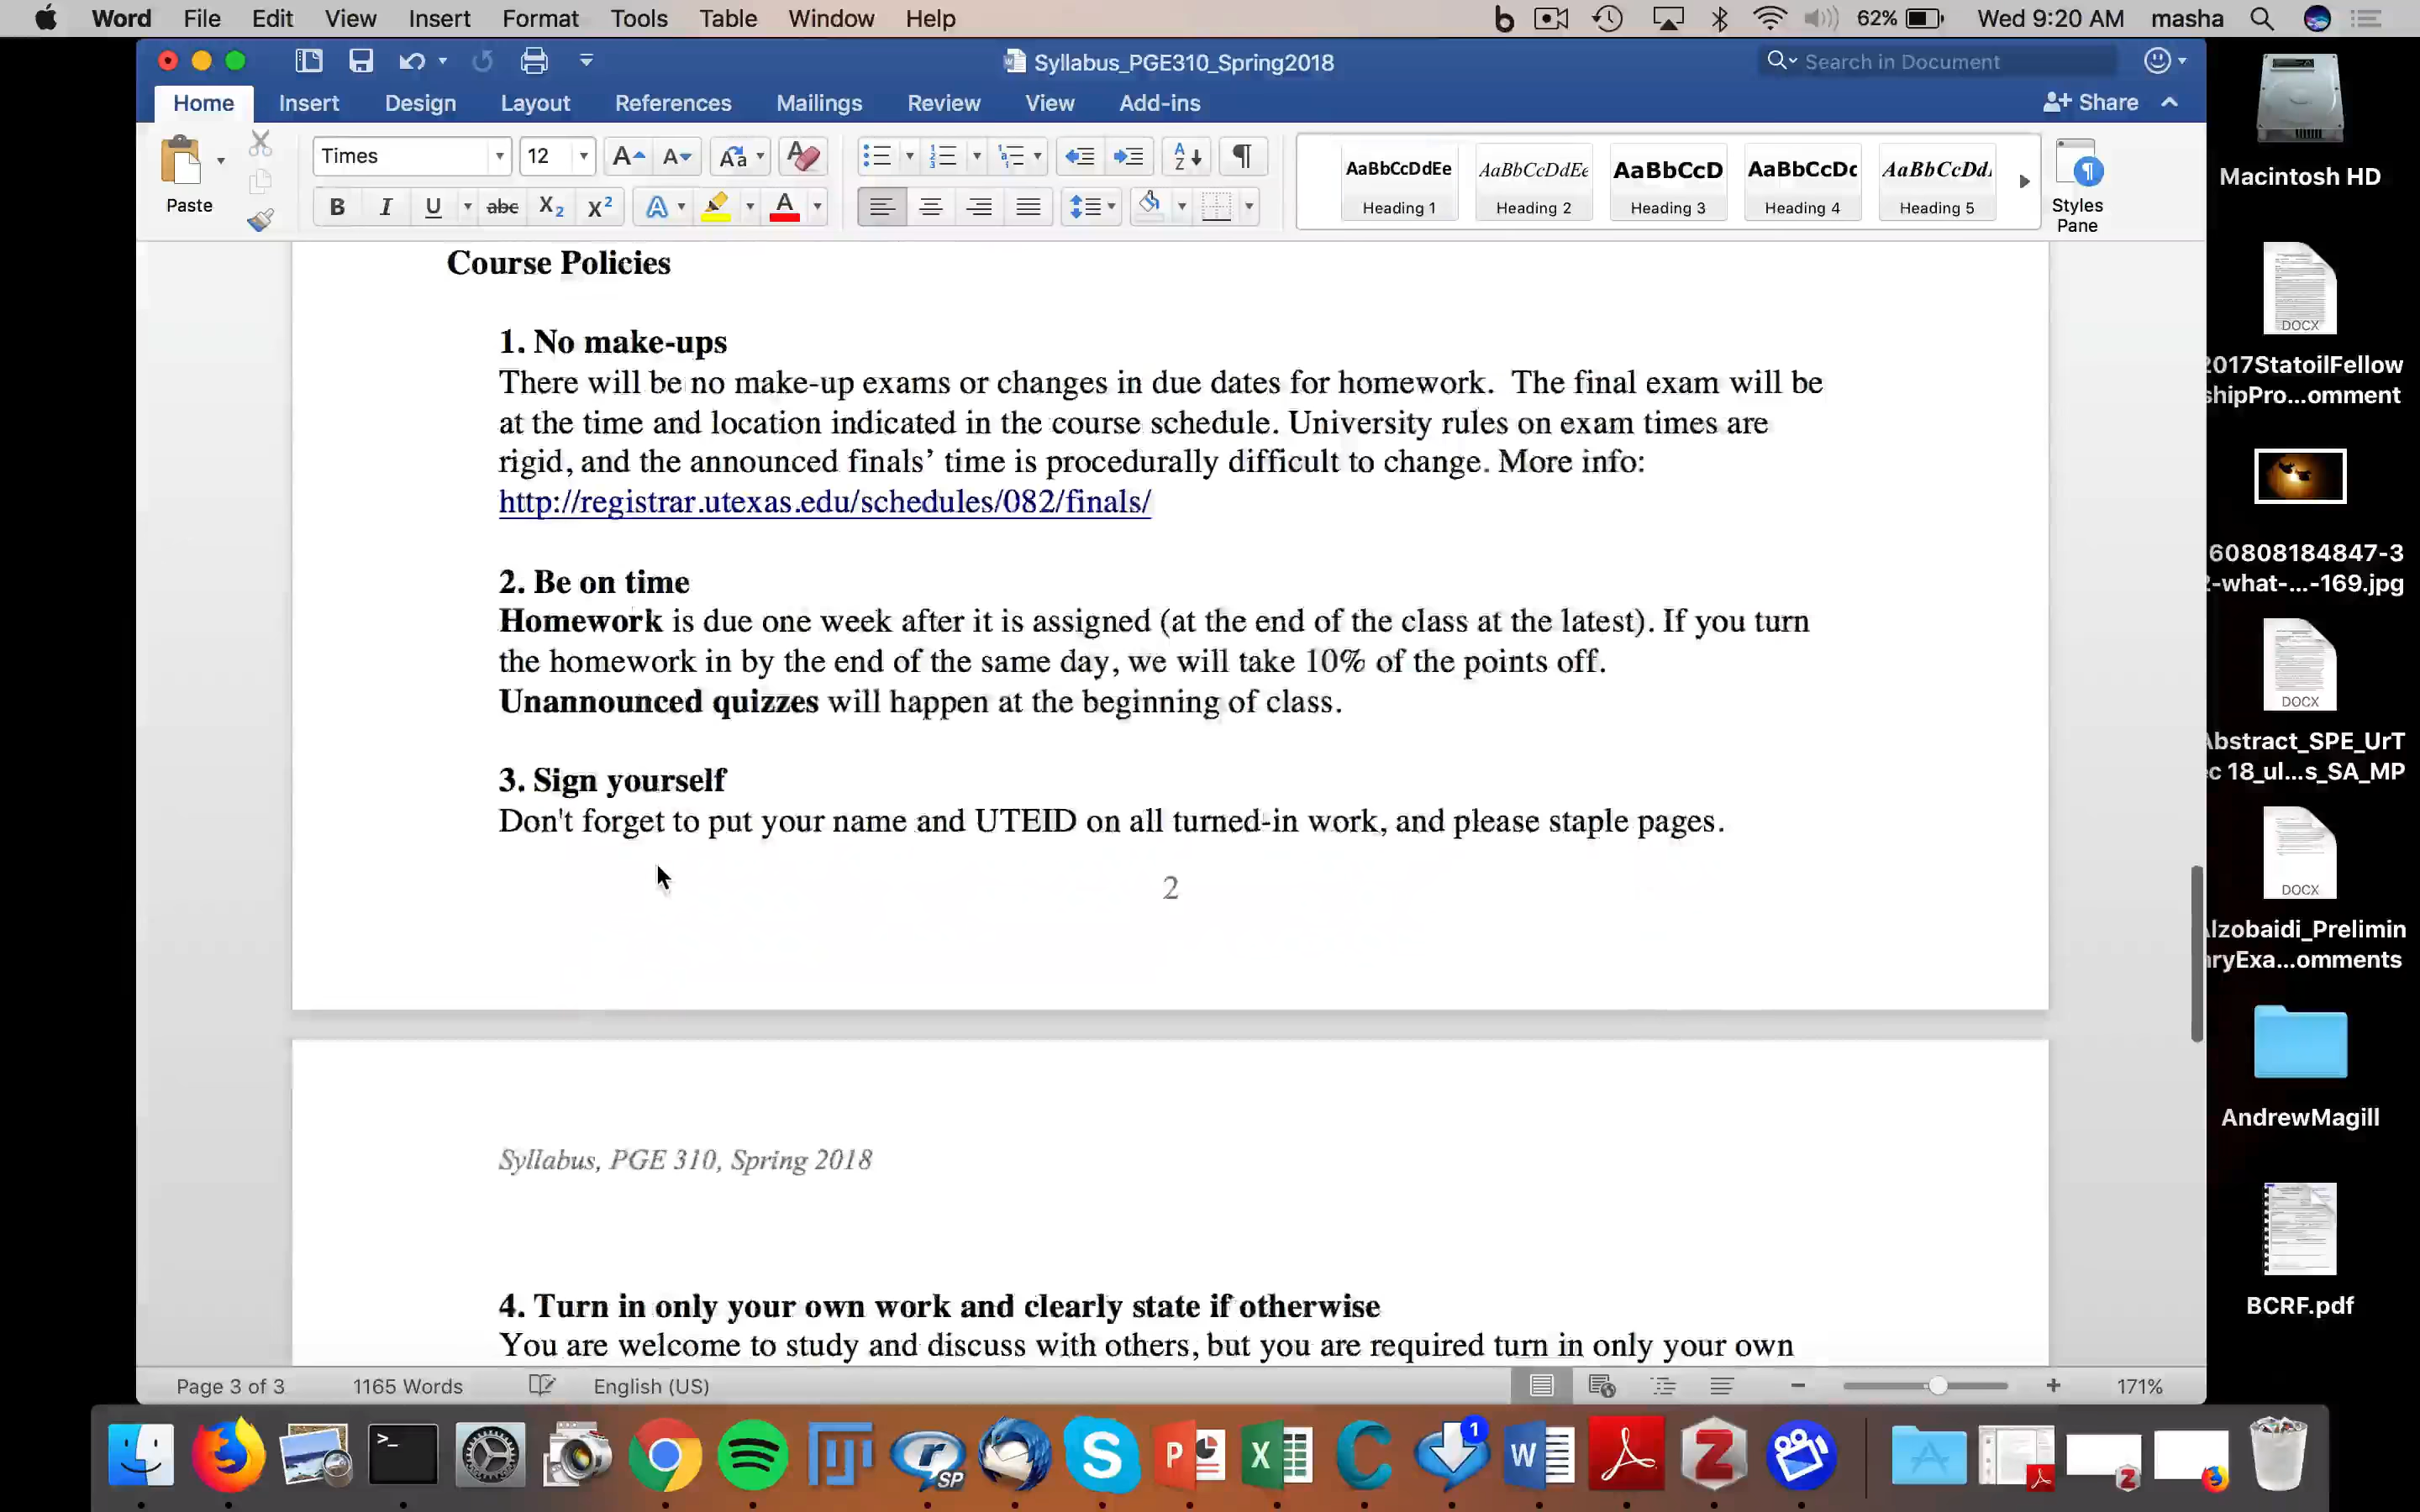 Word File Edit View Insert Format Tools Table Window Help 62% Wed 9:20 AM masha
Syllabus_PGE310_Spring2018 Search in Document
Home Insert Design Layout References Mailings Review View Add-ins Share
Paste Times 12
AaBbCcDdEe AaBbCcDdEe AaBbCcD AaBbCcDc AaBbCcDd
Heading 1 Heading 2 Heading 3 Heading 4 Heading 5 Styles Pane
Course Policies
1. No make-ups
There will be no make-up exams or changes in due dates for homework. The final exam will be
at the time and location indicated in the course schedule. University rules on exam times are
rigid, and the announced finals’ time is procedurally difficult to change. More info:
http://registrar.utexas.edu/schedules/082/finals/
2. Be on time
Homework is due one week after it is assigned (at the end of the class at the latest). If you turn
the homework in by the end of the same day, we will take 10% of the points off.
Unannounced quizzes will happen at the beginning of class.
3. Sign yourself
Don't forget to put your name and UTEID on all turned-in work, and please staple pages.
2
Syllabus, PGE 310, Spring 2018
4. Turn in only your own work and clearly state if otherwise
You are welcome to study and discuss with others, but you are required turn in only your own
Page 3 of 3 1165 Words English (US) 171%
Macintosh HD
DOCX
2017StatoilFellow
shipPro...omment
60808184847-3
-what-...-169.jpg
DOCX
Abstract_SPE_UrT
ec 18_ul...s_SA_MP
DOCX
Alzobaidi_Prelimin
aryExa...omments
AndrewMagill
BCRF.pdf